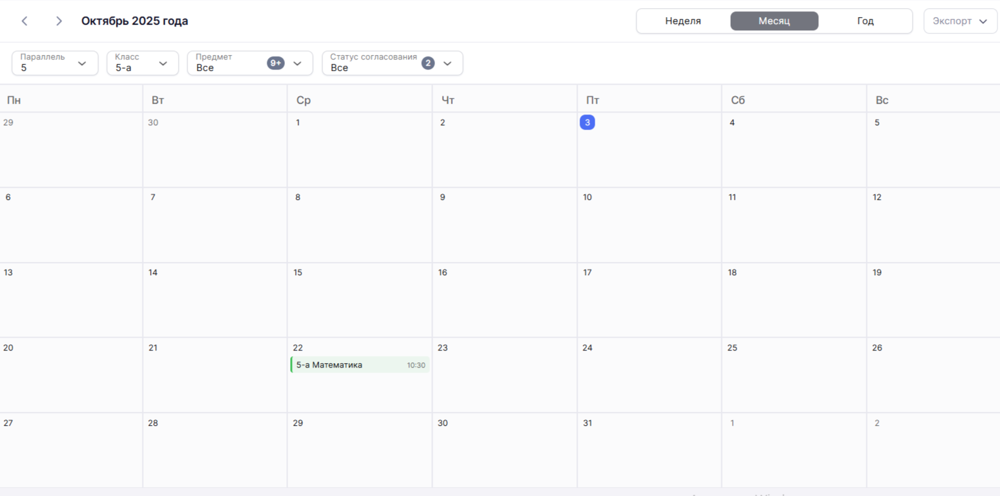 Октябрь 2025 года
Неделя Месяц Год Экспорт
Параллель Класс Предмет Статус согласования
5 5-а Все 9+ Все 2
Пн Вт Ср Чт Пт Сб Вс
29 30 1 2 3 4 5
6 7 8 9 10 11 12
13 14 15 16 17 18 19
20 21 22 23 24 25 26
5-а Математика 10:30
27 28 29 30 31 1 2